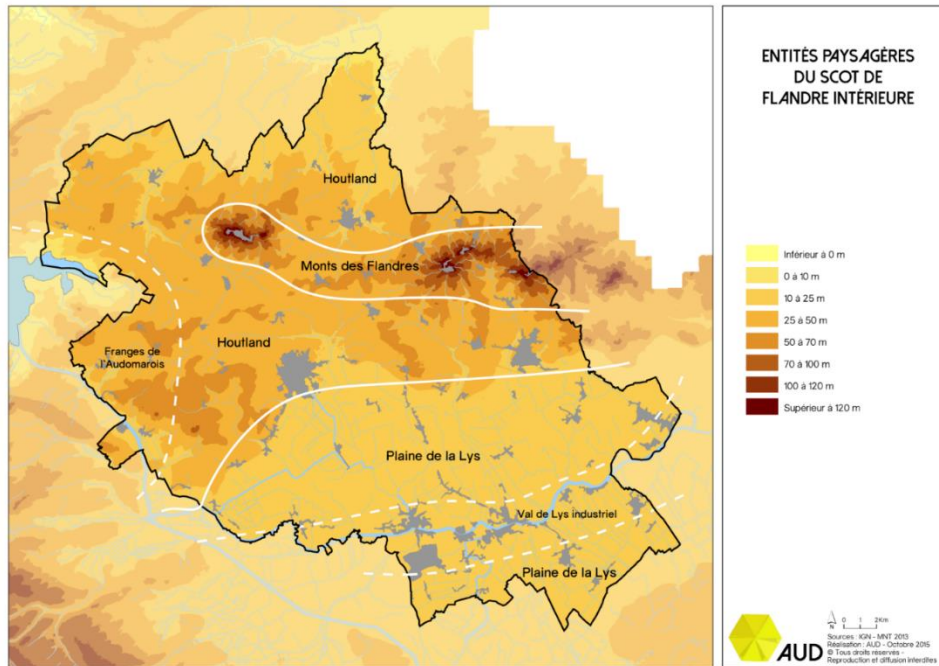 ENTITÉS PAYSAGÈRES
DU SCOT DE
FLANDRE INTÉRIEURE
Houtland
Monts des Flandres
Houtland
Franges de
l'Audomarois
Plaine de la Lys
Val de Lys industriel
Plaine de la Lys
Inférieur à 0 m
0 à 10 m
10 à 25 m
25 à 50 m
50 à 70 m
70 à 100 m
100 à 120 m
Supérieur à 120 m
AUD
N
0 1 2Km
Sources : IGN - MNT 2013
Réalisation : AUD - Octobre 2015
© Tous droits réservés -
Reproduction et diffusion interdites